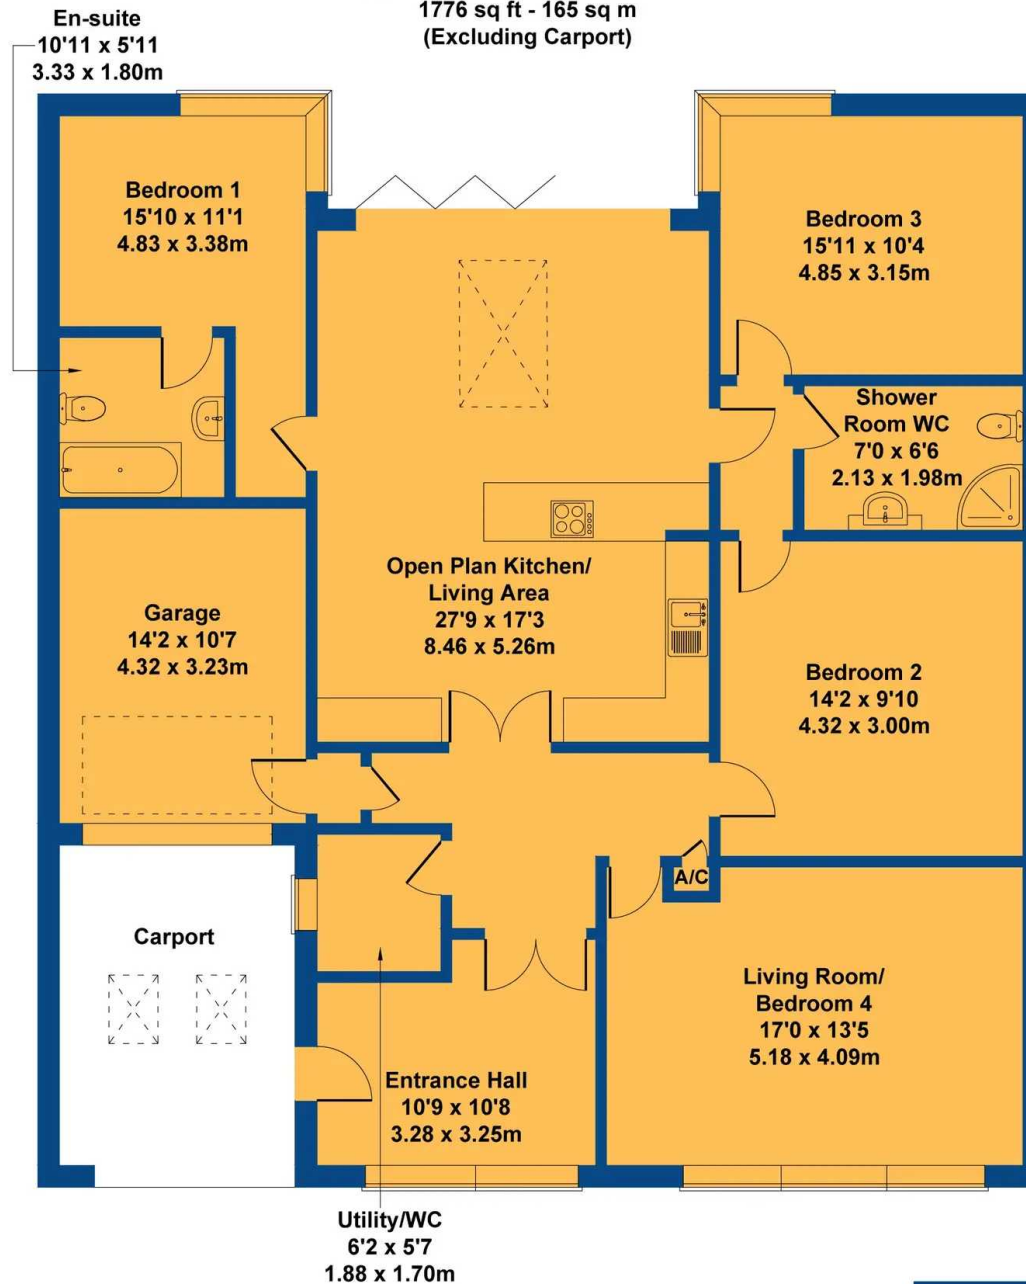 1776 sq ft - 165 sq m
(Excluding Carport)
En-suite
10'11 x 5'11
3.33 x 1.80m
Bedroom 1
15'10 x 11'1
4.83 x 3.38m
Bedroom 3
15'11 x 10'4
4.85 x 3.15m
Shower
Room WC
7'0 x 6'6
2.13 x 1.98m
Open Plan Kitchen/
Living Area
27'9 x 17'3
8.46 x 5.26m
Garage
14'2 x 10'7
4.32 x 3.23m
Bedroom 2
14'2 x 9'10
4.32 x 3.00m
A/C
Carport
Living Room/
Bedroom 4
17'0 x 13'5
5.18 x 4.09m
Entrance Hall
10'9 x 10'8
3.28 x 3.25m
Utility/WC
6'2 x 5'7
1.88 x 1.70m